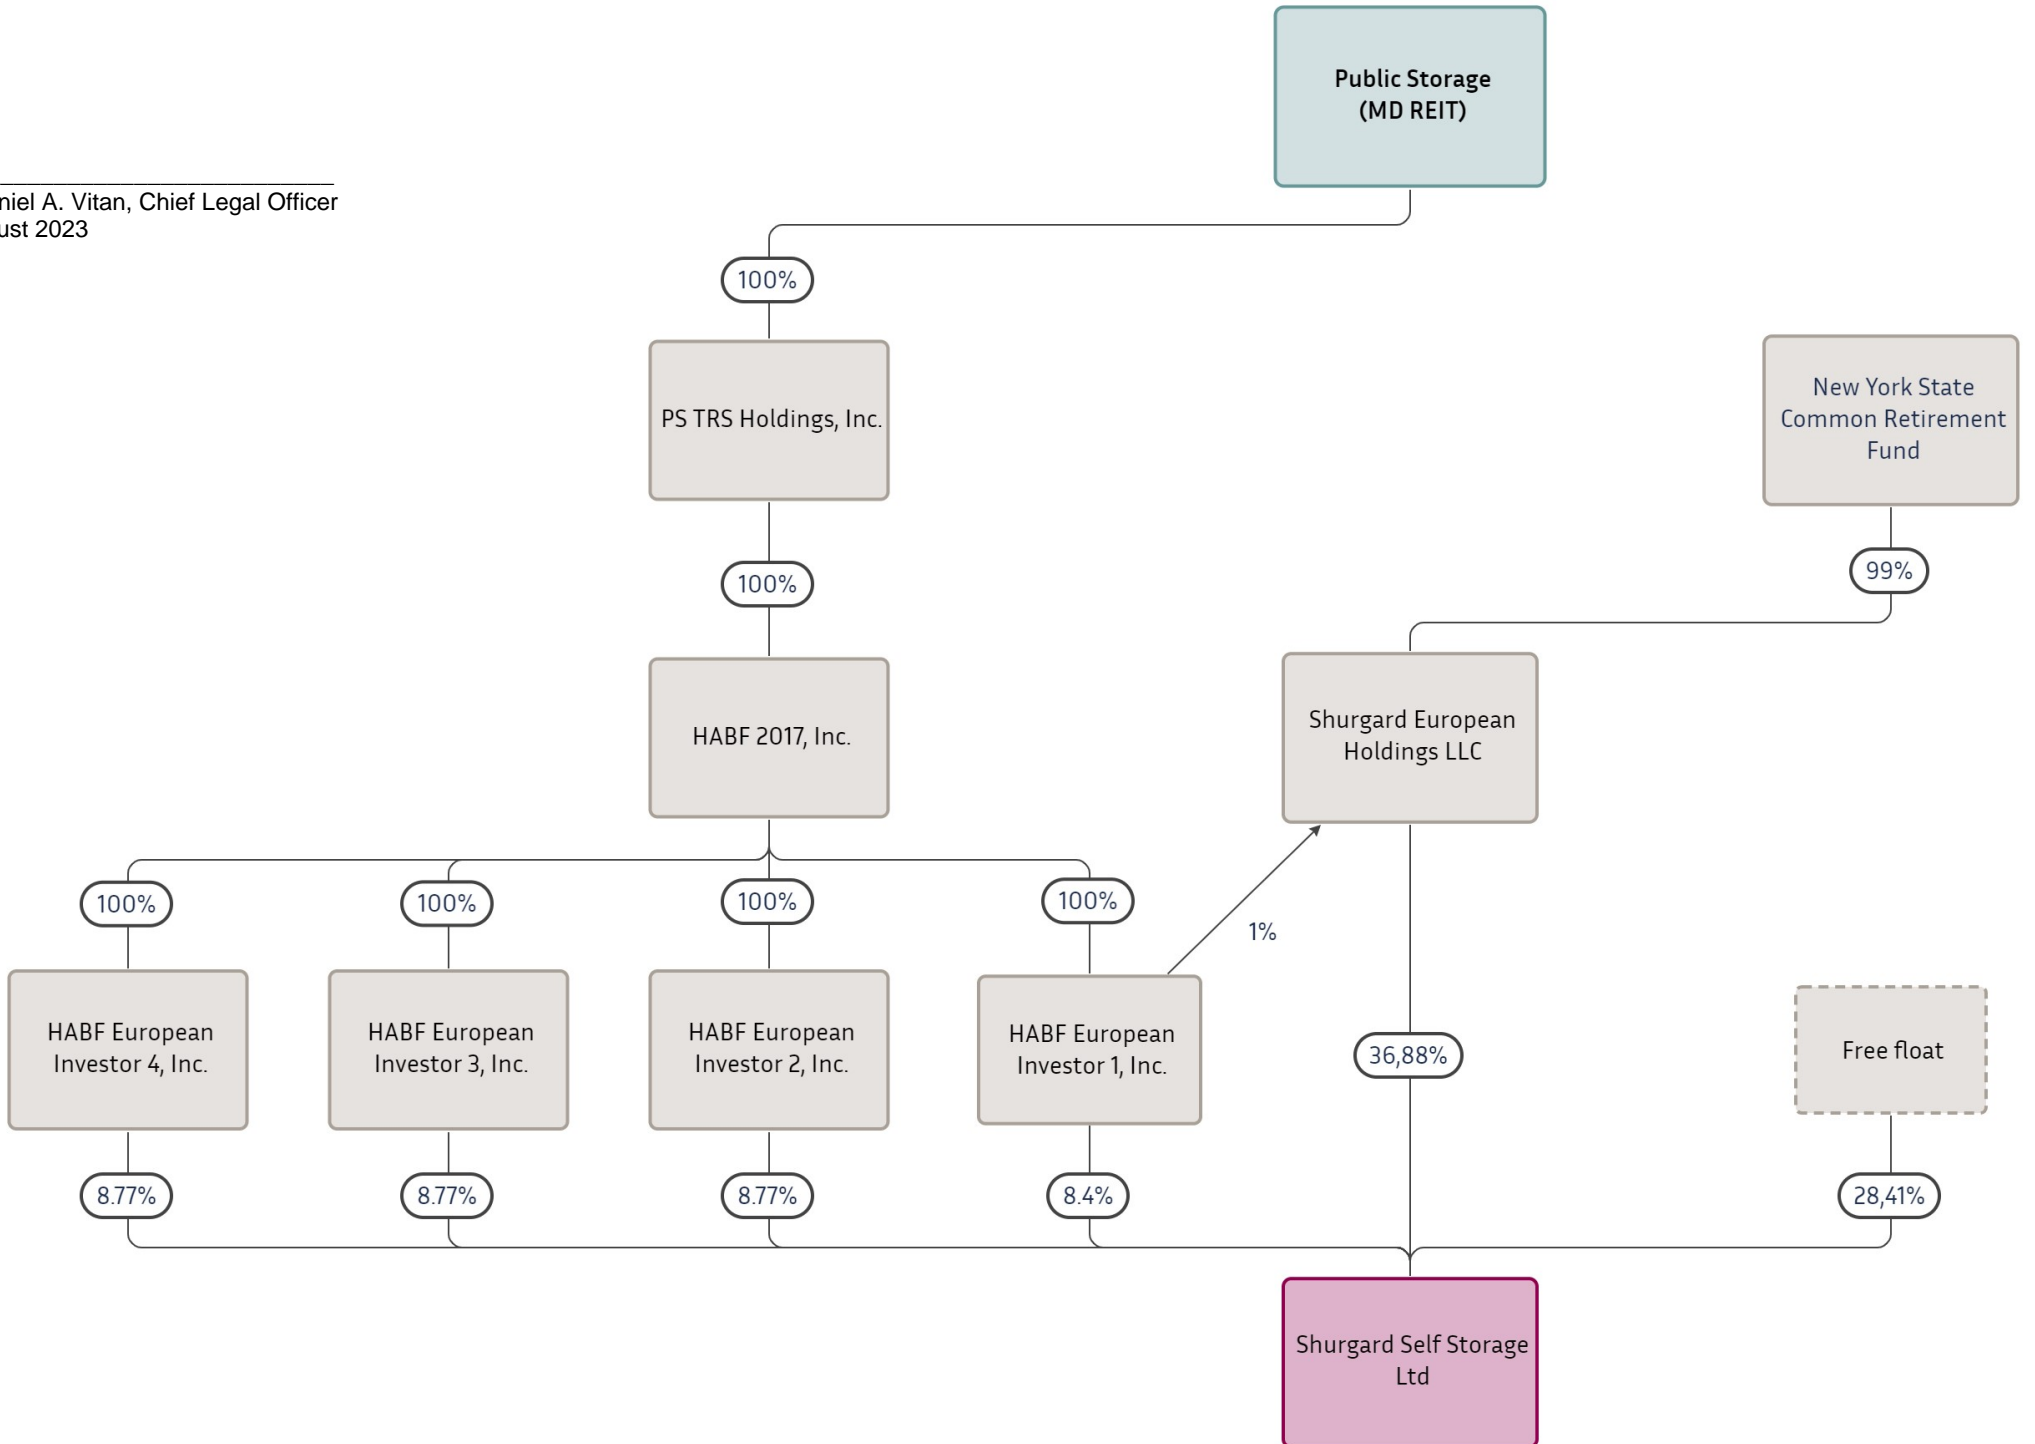 Public Storage
(MD REIT)
niel A. Vitan, Chief Legal Officer
ust 2023
100%
PS TRS Holdings, Inc.
New York State
Common Retirement
Fund
100%
99%
HABF 2017, Inc.
Shurgard European
Holdings LLC
100%
100%
100%
100%
1%
HABF European
Investor 4, Inc.
HABF European
Investor 3, Inc.
HABF European
Investor 2, Inc.
HABF European
Investor 1, Inc.
36,88%
Free float
8.77%
8.77%
8.77%
8.4%
28,41%
Shurgard Self Storage
Ltd